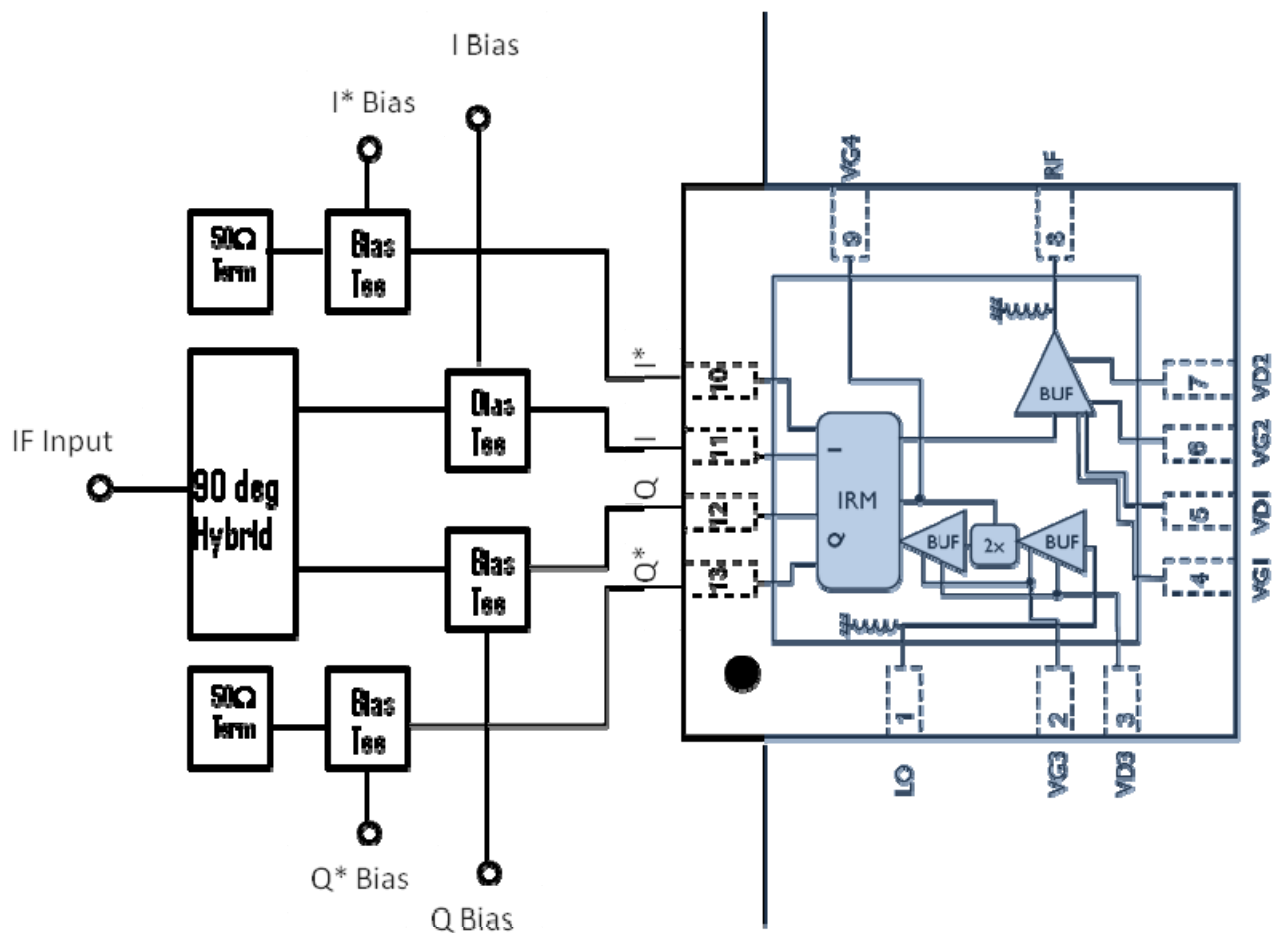 I Bias
I* Bias
50Ω
Term
Bias
Tee
IF Input
90 deg
Hybrid
Bias
Tee
Bias
Tee
50Ω
Term
Bias
Tee
Q* Bias
Q Bias
I*
I
Q
Q*
10
11
12
13
VG4
RF
9
8
BUF
7
VD2
6
VG2
5
VD1
4
VG1
I
IRM
Q
BUF
2x
BUF
1
2
3
LO
VG3
VD3